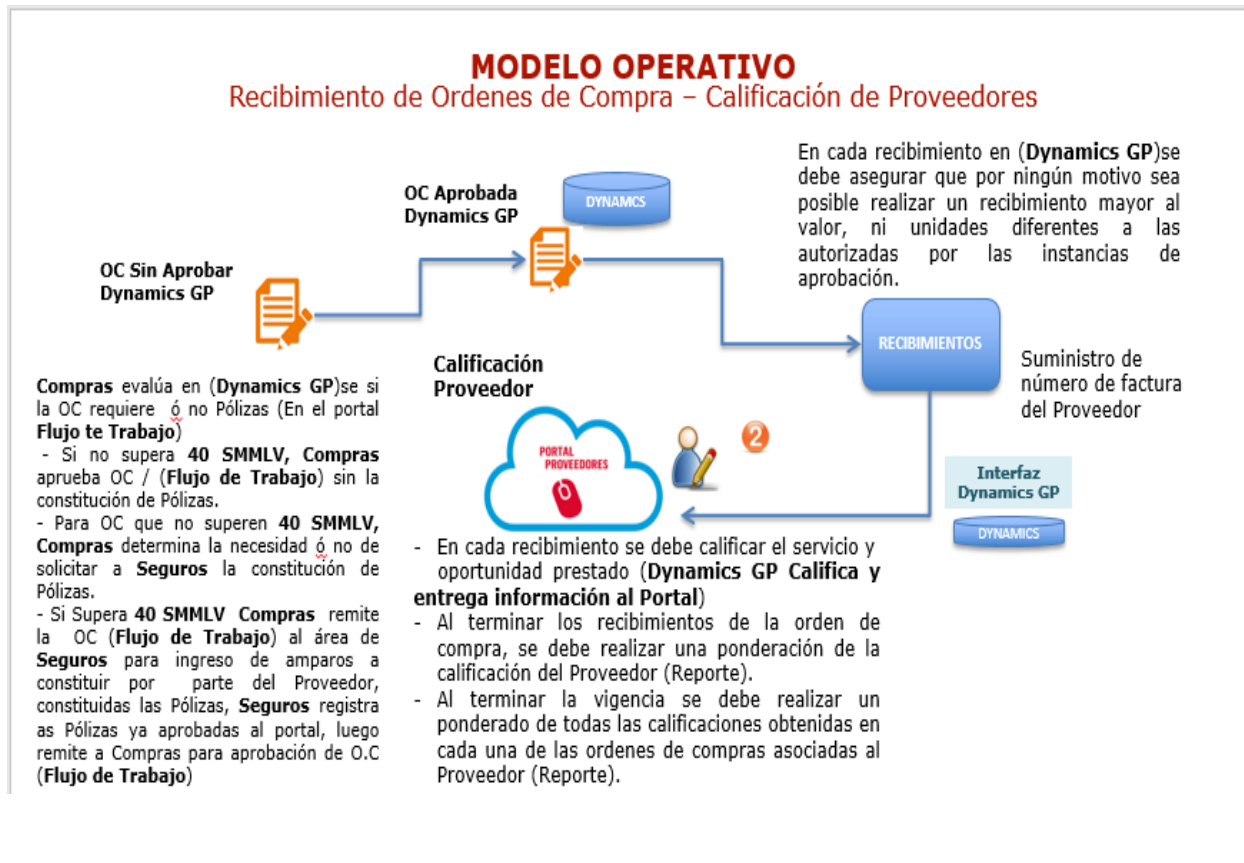 MODELO OPERATIVO
Recibimiento de Ordenes de Compra – Calificación de Proveedores
OC Sin Aprobar
Dynamics GP
OC Aprobada
Dynamics GP
DYNAMCS
En cada recibimiento en (Dynamics GP)se
debe asegurar que por ningún motivo sea
posible realizar un recibimiento mayor al
valor, ni unidades diferentes a las
autorizadas por las instancias de
aprobación.
RECIBIMIENTOS
Suministro de
número de factura
del Proveedor
Interfaz
Dynamics GP
DYNAMICS
Compras evalúa en (Dynamics GP)se si
la OC requiere ó no Pólizas (En el portal
Flujo te Trabajo)
- Si no supera 40 SMMLV, Compras
aprueba OC / (Flujo de Trabajo) sin la
constitución de Pólizas.
- Para OC que no superen 40 SMMLV,
Compras determina la necesidad ó no de
solicitar a Seguros la constitución de
Pólizas.
- Si Supera 40 SMMLV Compras remite
la OC (Flujo de Trabajo) al área de
Seguros para ingreso de amparos a
constituir por parte del Proveedor,
constituidas las Pólizas, Seguros registra
as Pólizas ya aprobadas al portal, luego
remite a Compras para aprobación de O.C
(Flujo de Trabajo)
Calificación
Proveedor
PORTAL
PROVEEDORES
2
- En cada recibimiento se debe calificar el servicio y
oportunidad prestado (Dynamics GP Califica y
entrega información al Portal)
- Al terminar los recibimientos de la orden de
compra, se debe realizar una ponderación de la
calificación del Proveedor (Reporte).
- Al terminar la vigencia se debe realizar un
ponderado de todas las calificaciones obtenidas en
cada una de las ordenes de compras asociadas al
Proveedor (Reporte).